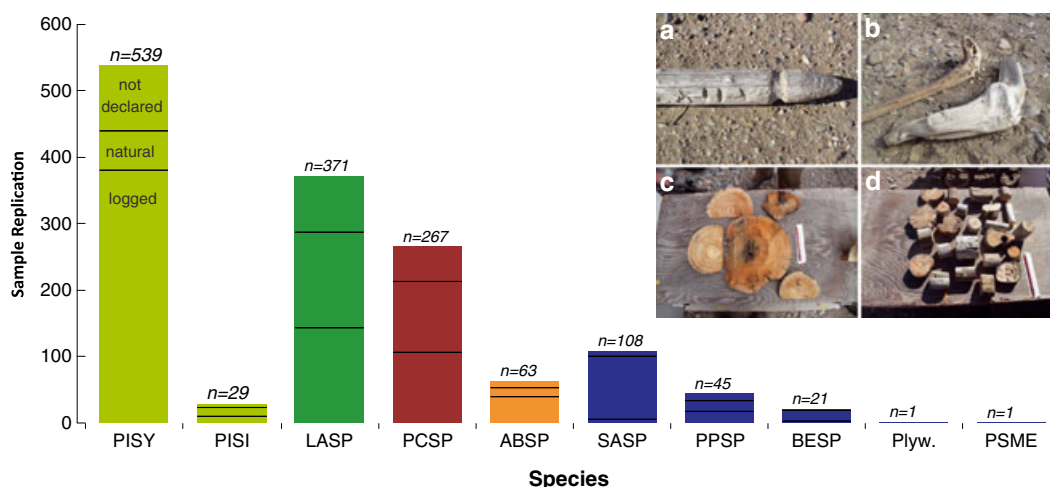 600
500
400
300
200
100
0
Sample Replication
n=539
not
declared
natural
logged
n=29
n=371
n=267
n=63
n=108
n=45
n=21
n=1
n=1
PISY PISI LASP PCSP ABSP SASP PPSP BESP Plyw. PSME
Species
a b
c d